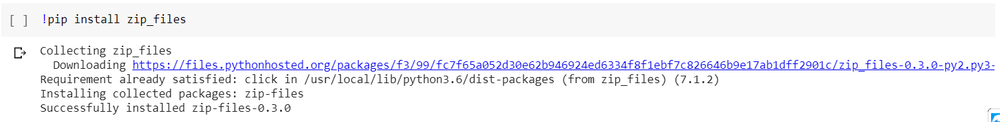 [ ] !pip install zip_files
Collecting zip_files
Downloading https://files.pythonhosted.org/packages/f3/99/fc7f65a052d30e62b946924ed6334f8f1ebf7c826646b9e17ab1dff2901c/zip_files-0.3.0-py2.py3-
Requirement already satisfied: click in /usr/local/lib/python3.6/dist-packages (from zip_files) (7.1.2)
Installing collected packages: zip-files
Successfully installed zip-files-0.3.0